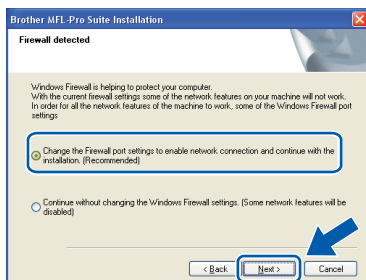 Brother MFL-Pro Suite Installation
Firewall detected
Windows Firewall is helping to protect your computer.
With the current firewall settings some of the network features on your machine will not work.
In order for all the network features of the machine to work, some of the Windows Firewall port
settings
Change the Firewall port settings to enable network connection and continue with the
installation. (Recommended)
Continue without changing the Windows Firewall settings. (Some network features will be
disabled)
< Back
Next >
Cancel